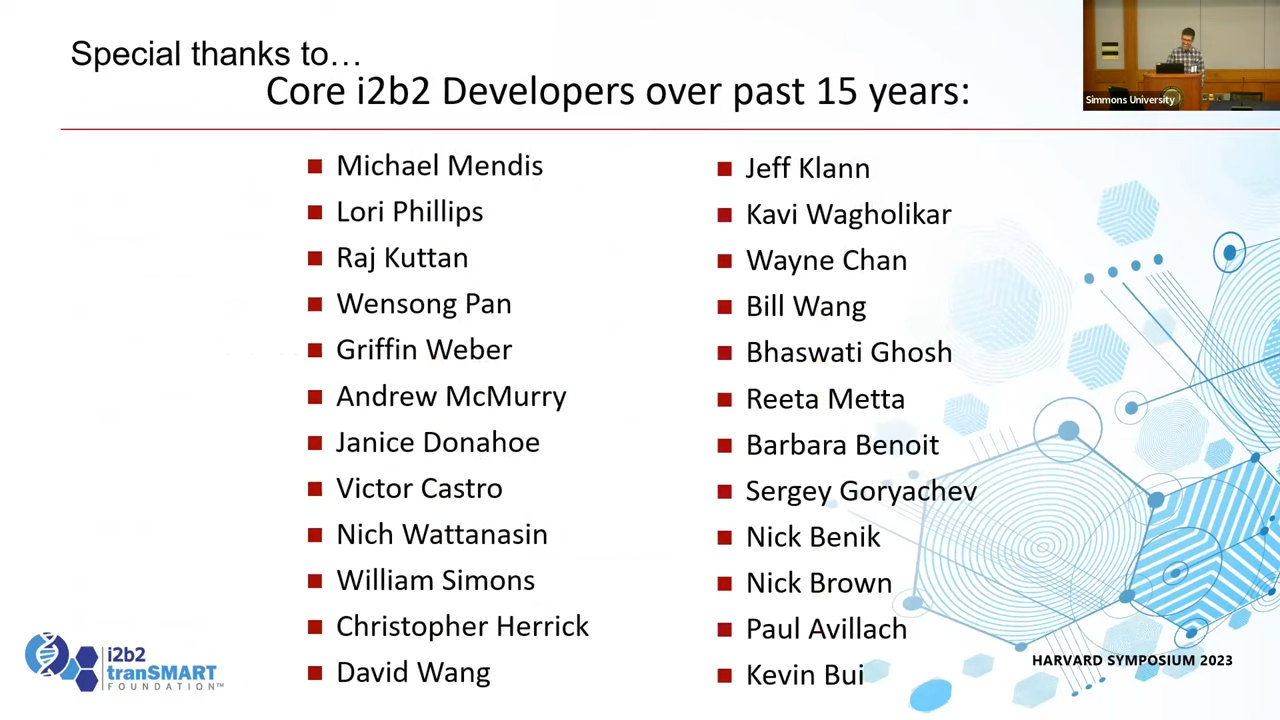 Special thanks to…
Core i2b2 Developers over past 15 years:
Simmons University
Michael Mendis
Lori Phillips
Raj Kuttan
Wensong Pan
Griffin Weber
Andrew McMurry
Janice Donahoe
Victor Castro
Nich Wattanasin
William Simons
Christopher Herrick
David Wang
Jeff Klann
Kavi Wagholikar
Wayne Chan
Bill Wang
Bhaswati Ghosh
Reeta Metta
Barbara Benoit
Sergey Goryachev
Nick Benik
Nick Brown
Paul Avillach
Kevin Bui
i2b2
tranSMART
FOUNDATION™
HARVARD SYMPOSIUM 2023